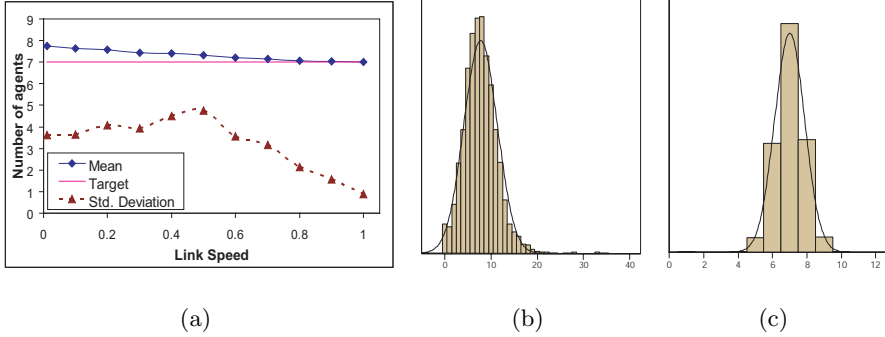 9
8
7
6
5
4
3
2
1
0
Number of agents
Mean
Target
Std. Deviation
0 0.2 0.4 0.6 0.8 1
Link Speed
0 10 20 30 40
0 2 4 6 8 10 12
(a) (b) (c)